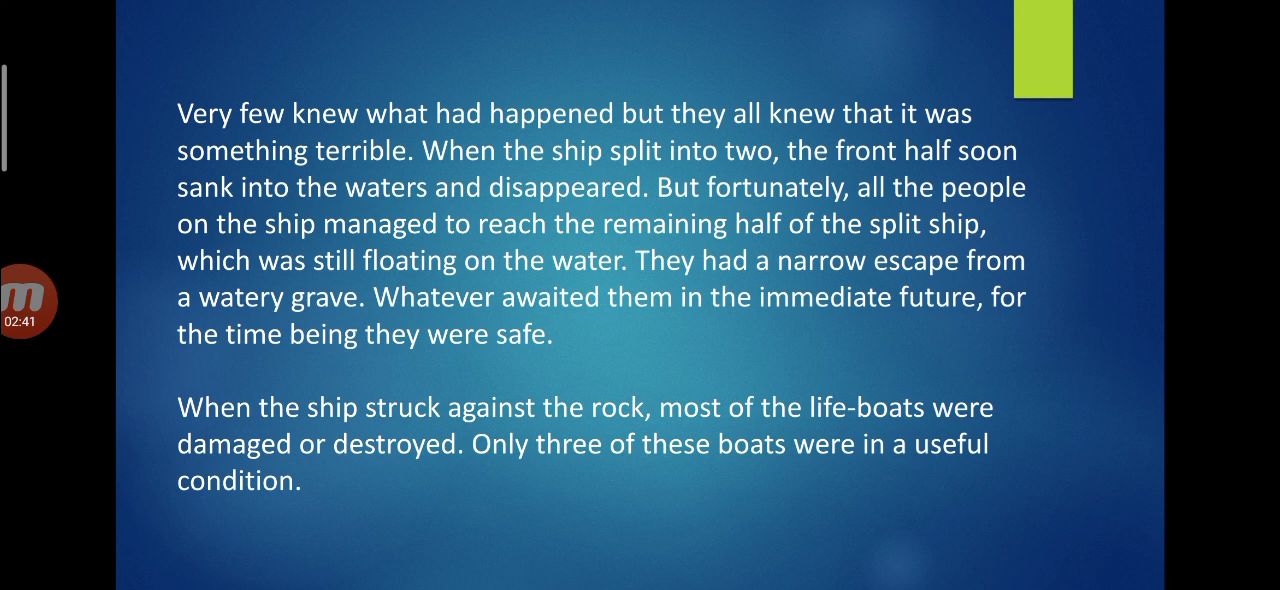 Very few knew what had happened but they all knew that it was
something terrible. When the ship split into two, the front half soon
sank into the waters and disappeared. But fortunately, all the people
on the ship managed to reach the remaining half of the split ship,
which was still floating on the water. They had a narrow escape from
a watery grave. Whatever awaited them in the immediate future, for
the time being they were safe.
When the ship struck against the rock, most of the life-boats were
damaged or destroyed. Only three of these boats were in a useful
condition.
m
02:41